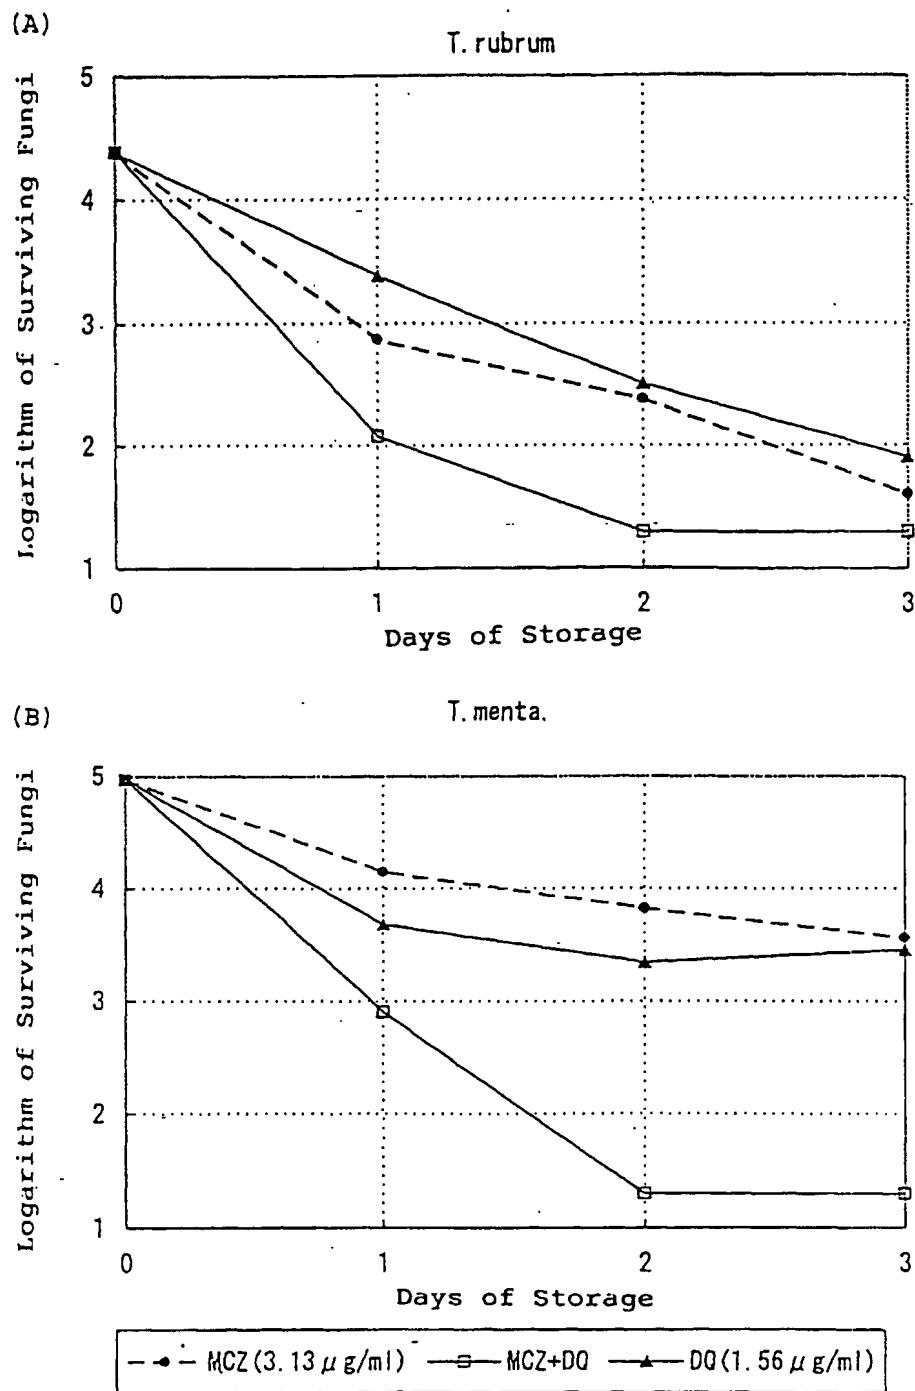 (A)
T. rubrum
Logarithm of Surviving Fungi
5
4
3
2
1
0 1 2 3
Days of Storage
(B)
T. menta.
Logarithm of Surviving Fungi
5
4
3
2
1
0 1 2 3
Days of Storage
MCZ (3.13 μg/ml) MCZ+DQ DQ (1.56 μg/ml)